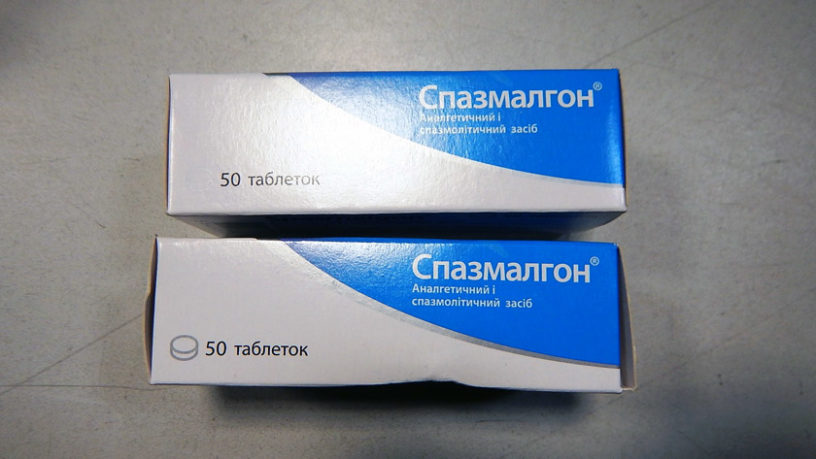 Спазмалгон®
Аналгетичний і
спазмолітичний засіб
50 таблеток
Спазмалгон®
Аналгетичний і
спазмолітичний засіб
50 таблеток